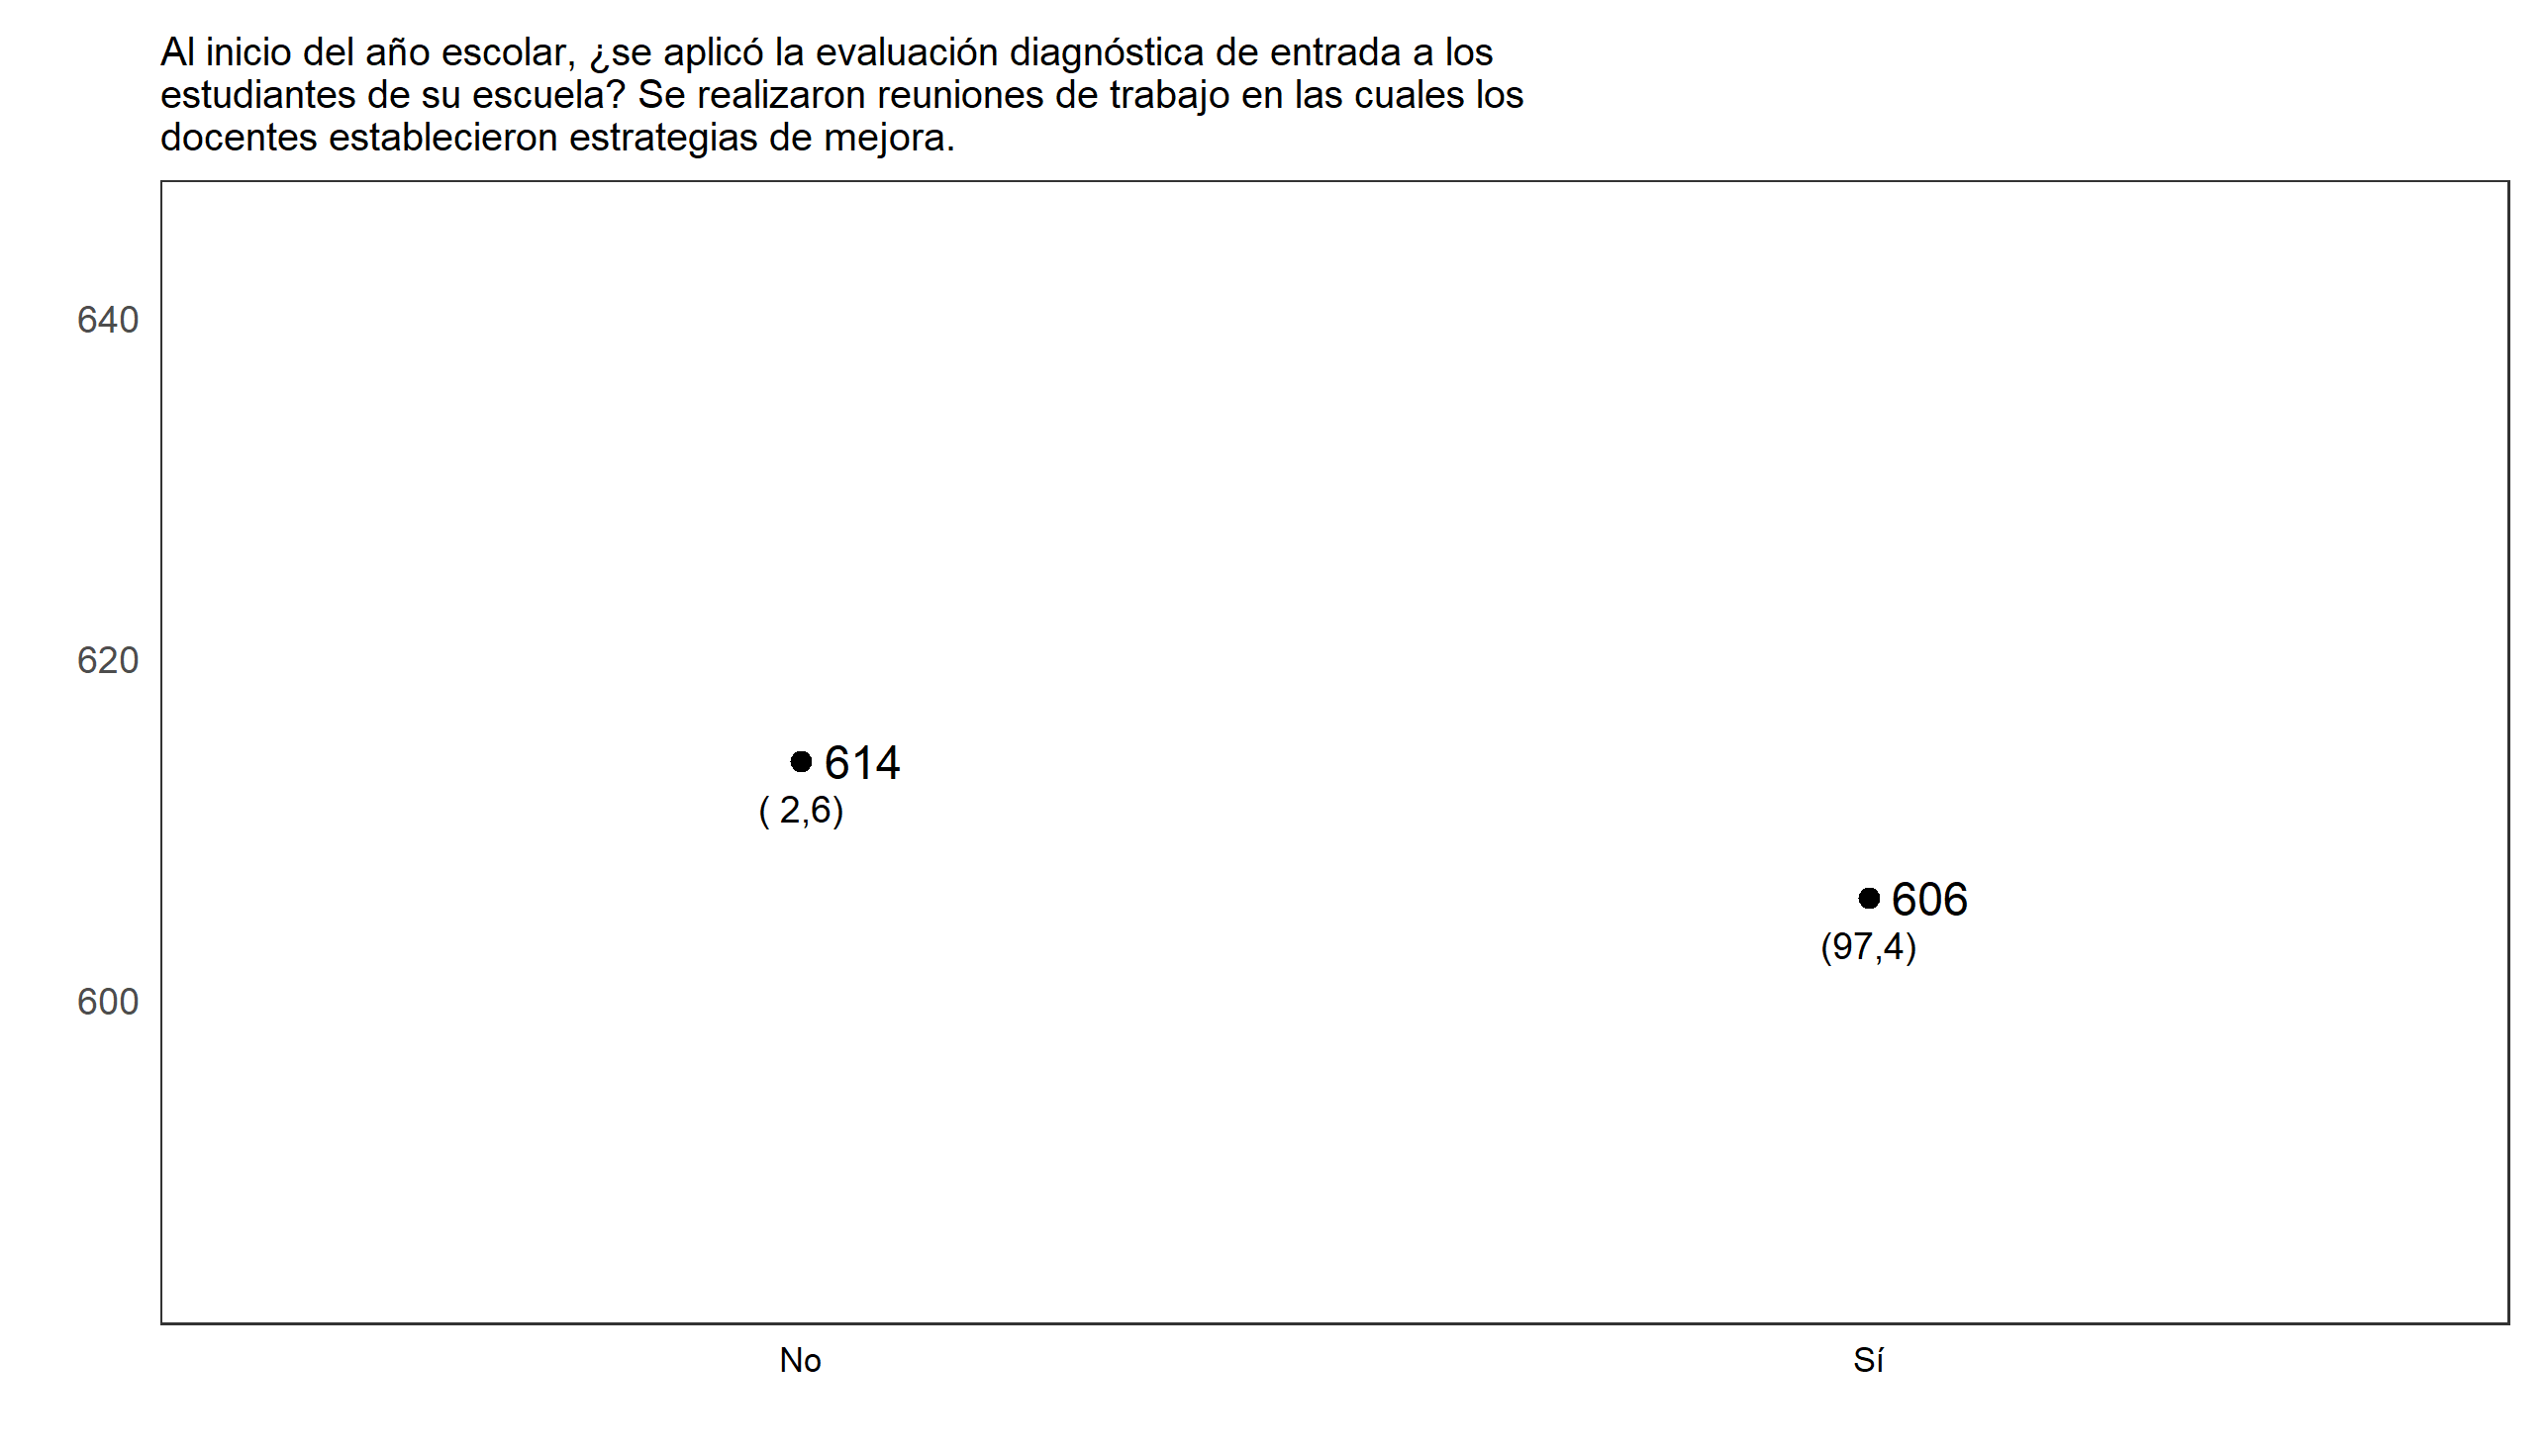 Al inicio del año escolar, ¿se aplicó la evaluación diagnóstica de entrada a los
estudiantes de su escuela? Se realizaron reuniones de trabajo en las cuales los
docentes establecieron estrategias de mejora.
640
620
614
( 2,6)
606
(97,4)
600
No
Sí